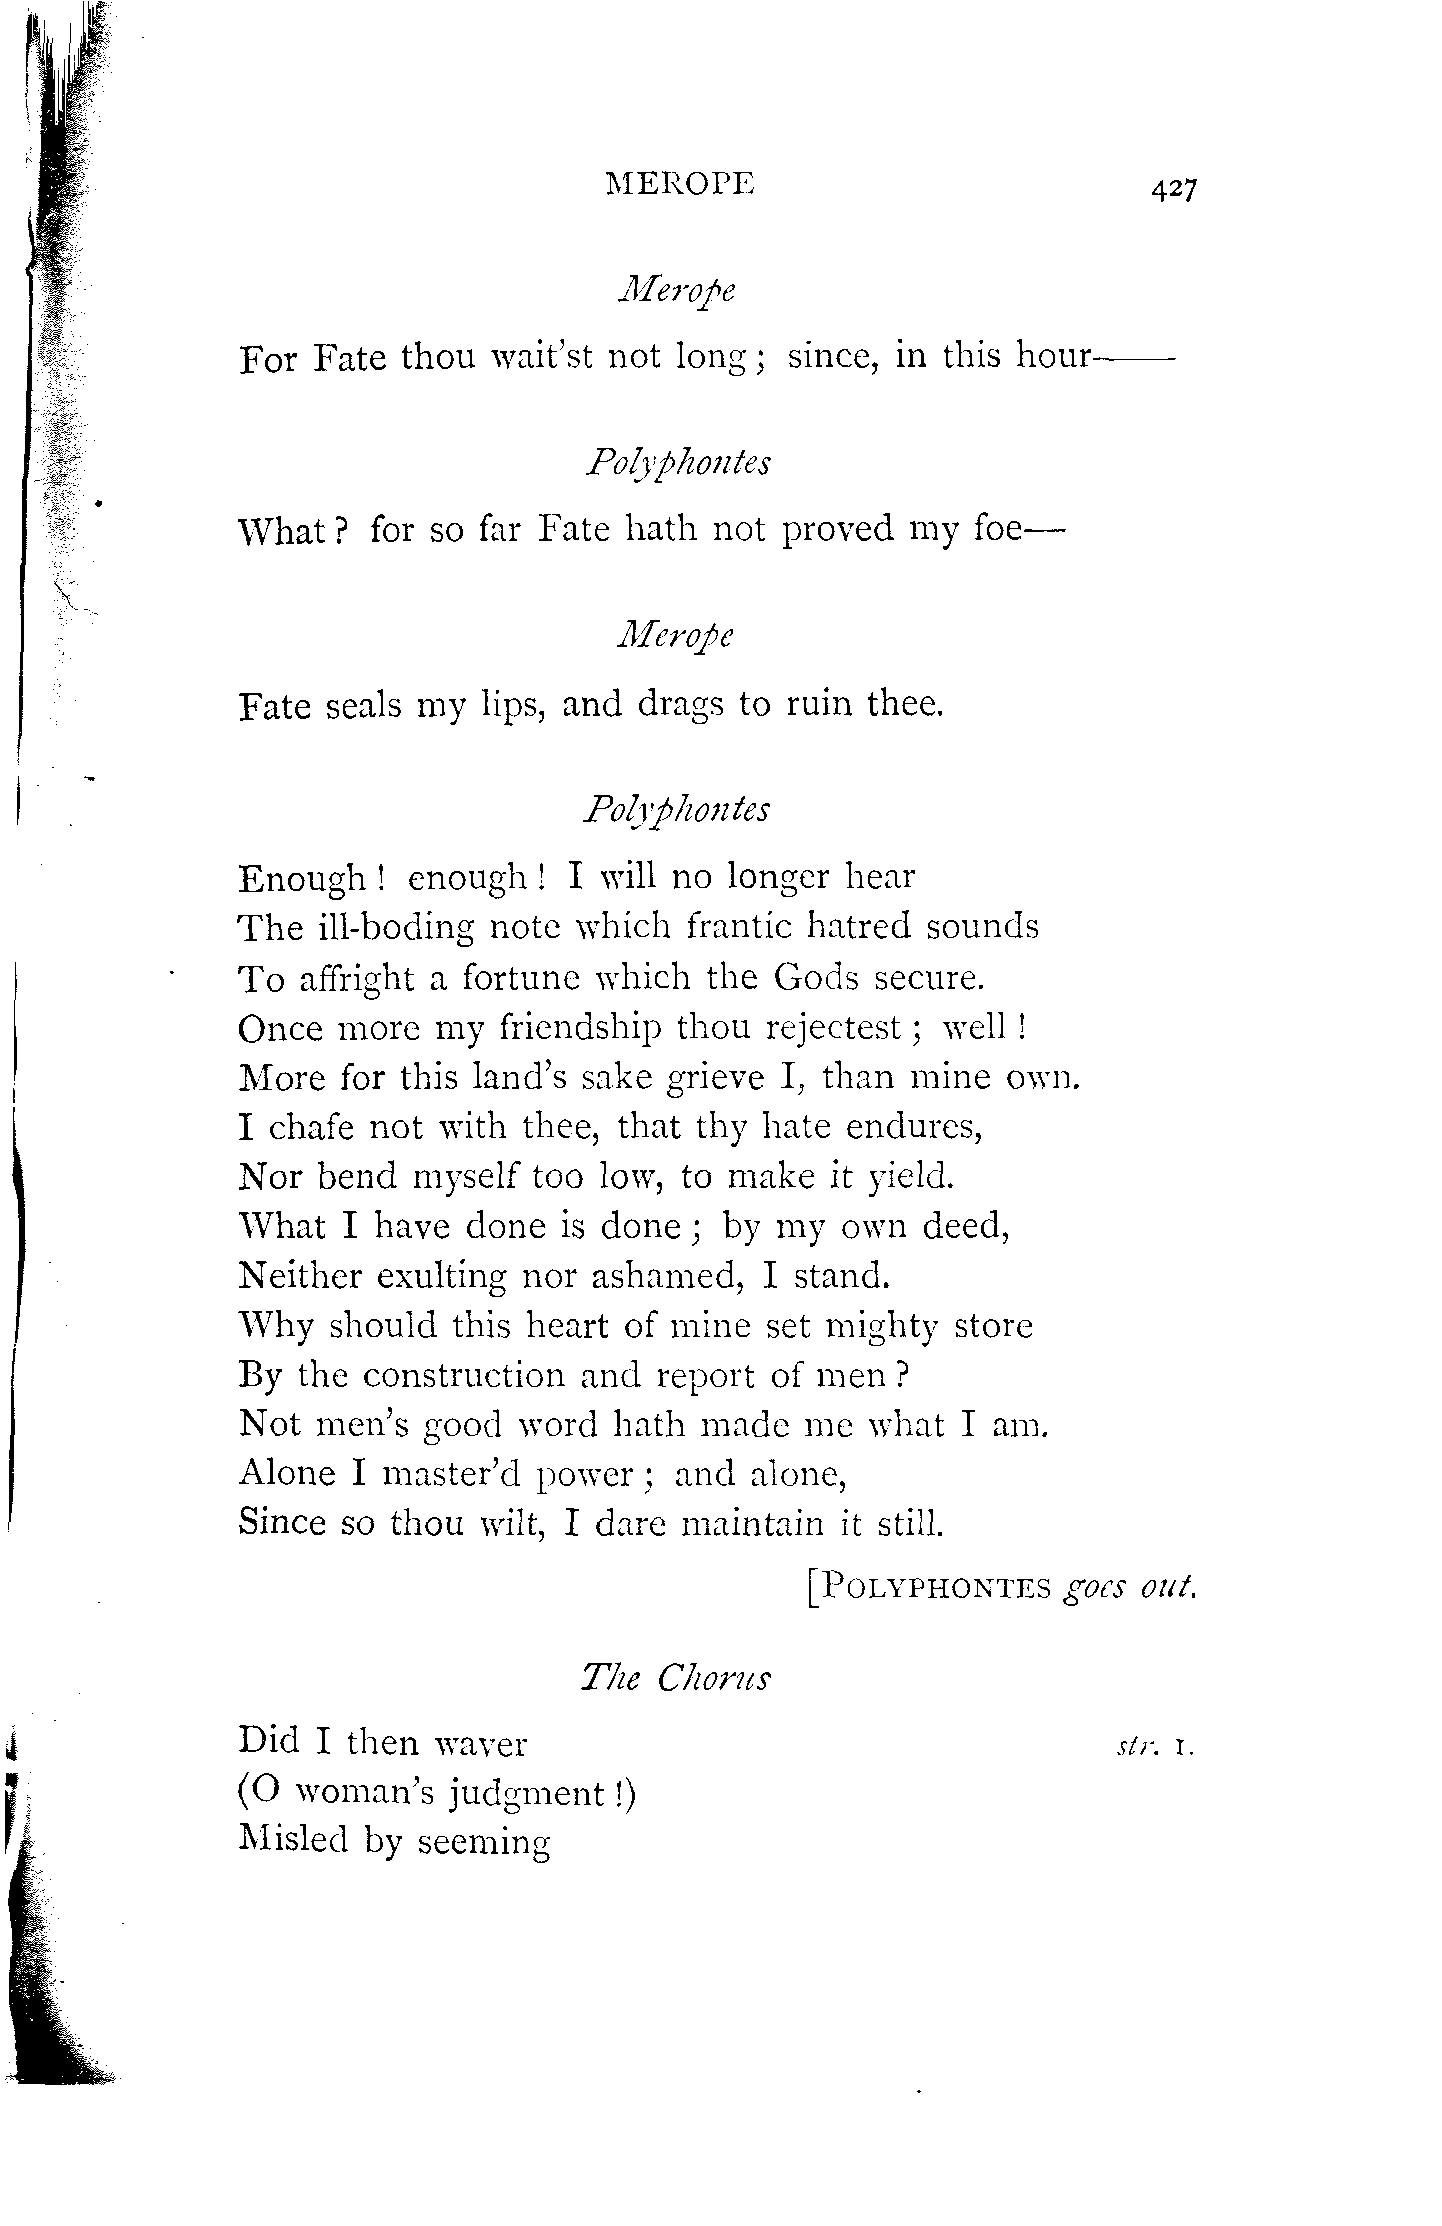 MEROPE 427
Merope
For Fate thou wait'st not long; since, in this hour——
Polyphontes
What? for so far Fate hath not proved my foe—
Merope
Fate seals my lips, and drags to ruin thee.
Polyphontes
Enough! enough! I will no longer hear
The ill-boding note which frantic hatred sounds
To affright a fortune which the Gods secure.
Once more my friendship thou rejectest; well!
More for this land's sake grieve I, than mine own.
I chafe not with thee, that thy hate endures,
Nor bend myself too low, to make it yield.
What I have done is done; by my own deed,
Neither exulting nor ashamed, I stand.
Why should this heart of mine set mighty store
By the construction and report of men?
Not men's good word hath made me what I am.
Alone I master'd power; and alone,
Since so thou wilt, I dare maintain it still.
[POLYPHONTES goes out.
The Chorus
Did I then waver str. 1.
(O woman's judgment!)
Misled by seeming